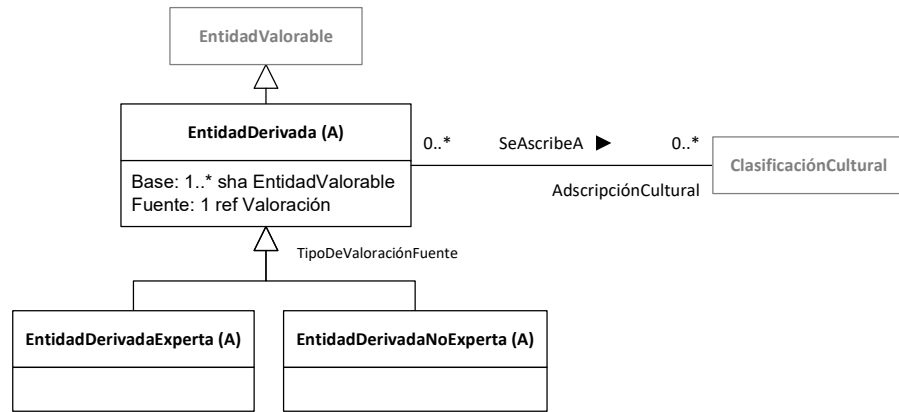 EntidadValorable
EntidadDerivada (A)
Base: 1..* sha EntidadValorable
Fuente: 1 ref Valoración
0..* SeAscribeA ► 0..*
AdscripciónCultural
ClasificaciónCultural
TipoDeValoraciónFuente
EntidadDerivadaExperta (A)
EntidadDerivadaNoExperta (A)